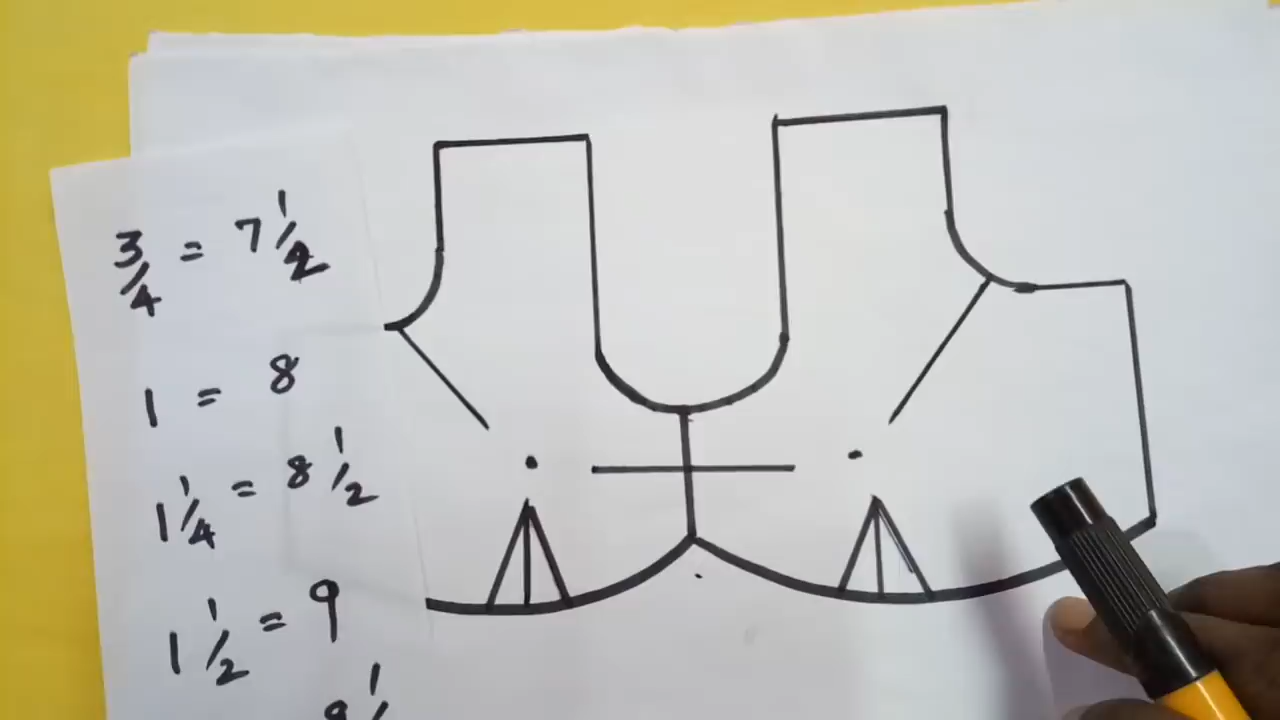 3/4 = 7 1/2
1 = 8
1 1/4 = 8 1/2
1 1/2 = 9